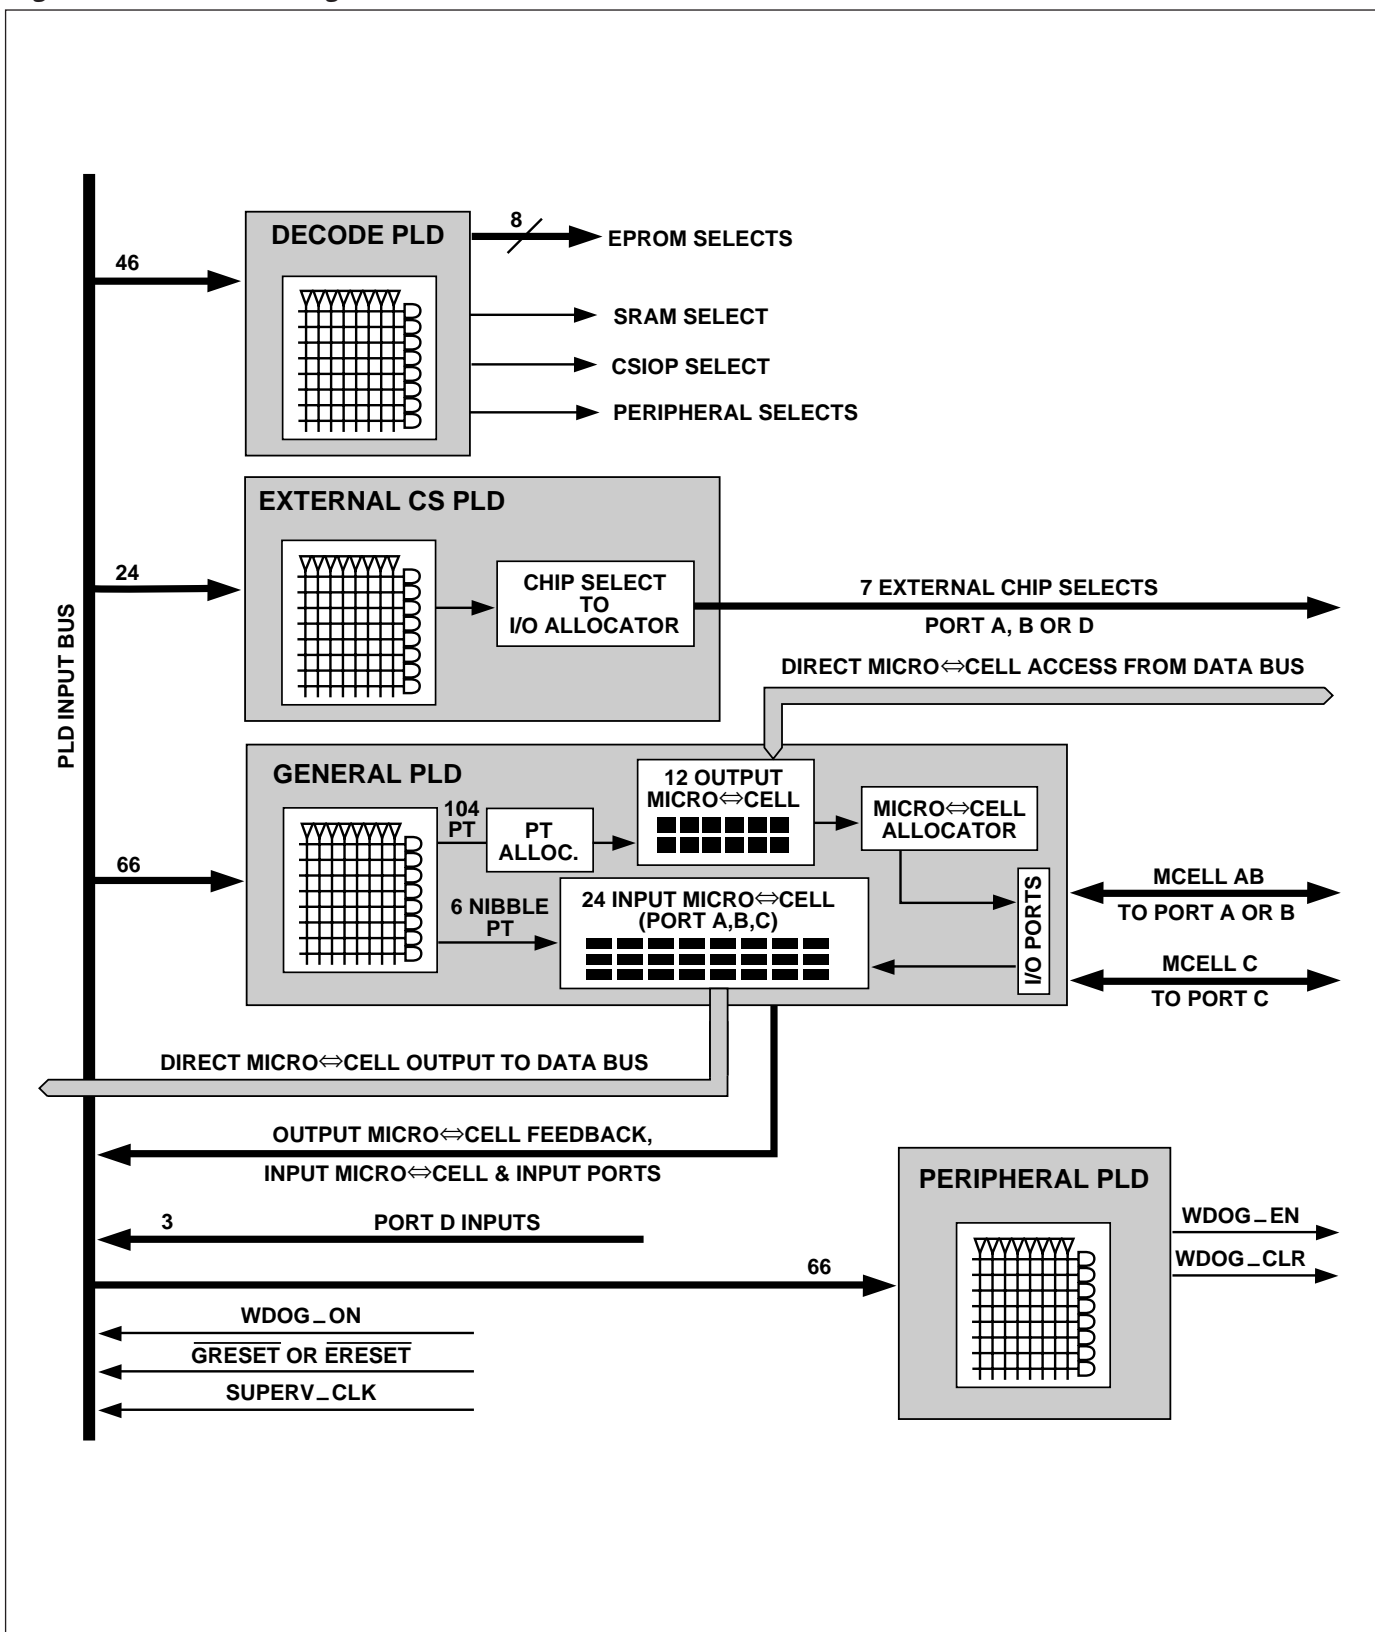 DECODE PLD
8
EPROM SELECTS
46
SRAM SELECT
CSIOP SELECT
PERIPHERAL SELECTS
EXTERNAL CS PLD
24
CHIP SELECT
TO
I/O ALLOCATOR
7 EXTERNAL CHIP SELECTS
PORT A, B OR D
PLD INPUT BUS
DIRECT MICRO⇔CELL ACCESS FROM DATA BUS
GENERAL PLD
12 OUTPUT
MICRO⇔CELL
104
PT
PT
ALLOC.
MICRO⇔CELL
ALLOCATOR
66
6 NIBBLE
PT
24 INPUT MICRO⇔CELL
(PORT A,B,C)
I/O PORTS
MCELL AB
TO PORT A OR B
MCELL C
TO PORT C
DIRECT MICRO⇔CELL OUTPUT TO DATA BUS
OUTPUT MICRO⇔CELL FEEDBACK,
INPUT MICRO⇔CELL & INPUT PORTS
PERIPHERAL PLD
3
PORT D INPUTS
WDOG_EN
WDOG_CLR
66
WDOG_ON
G̅R̅E̅S̅E̅T̅ OR E̅R̅E̅S̅E̅T̅
SUPERV_CLK